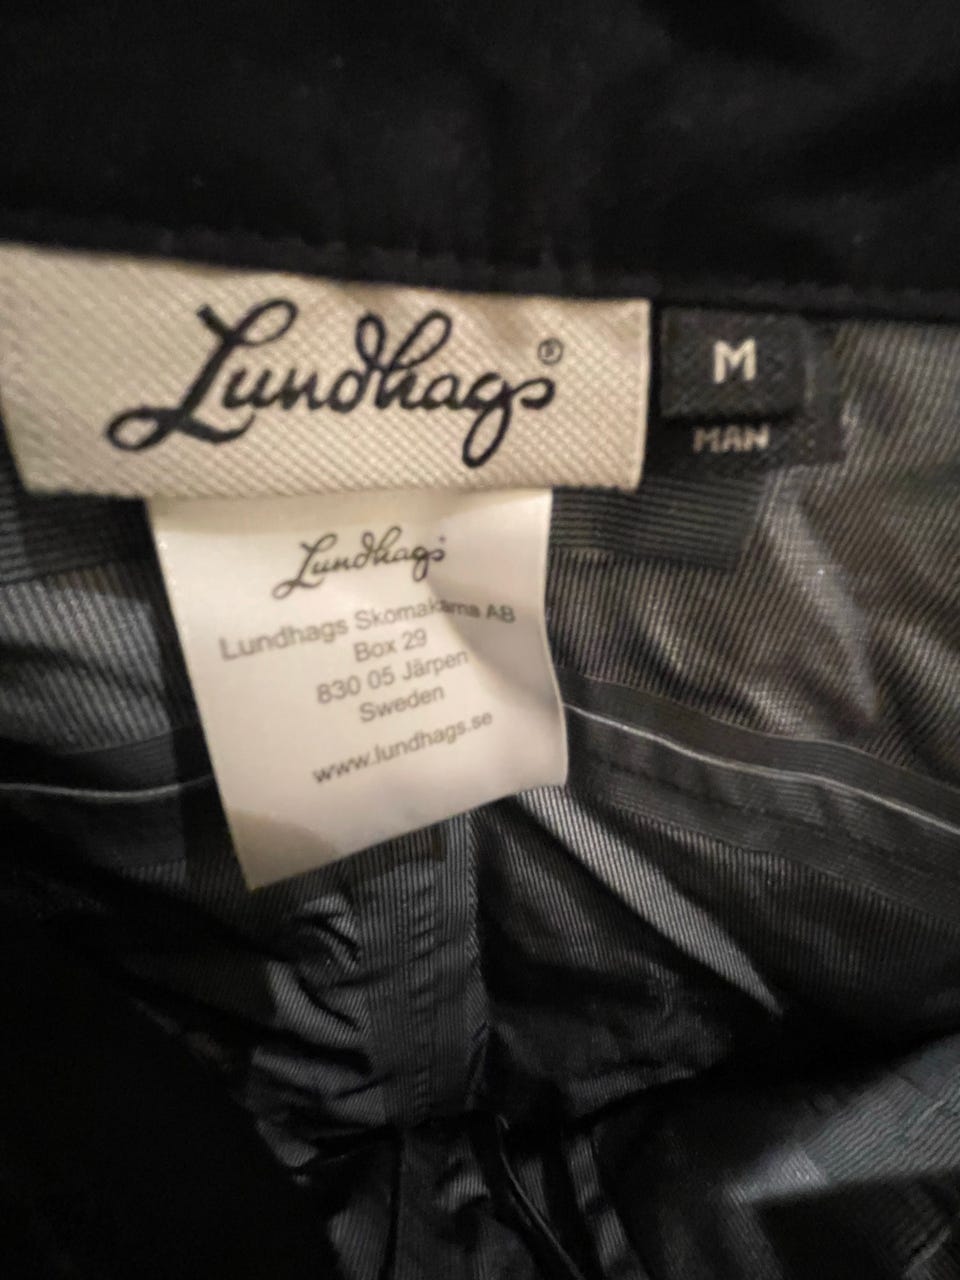 Lundhags®
M
MAN
Lundhags®
Lundhags Skomakarna AB
Box 29
830 05 Järpen
Sweden
www.lundhags.se